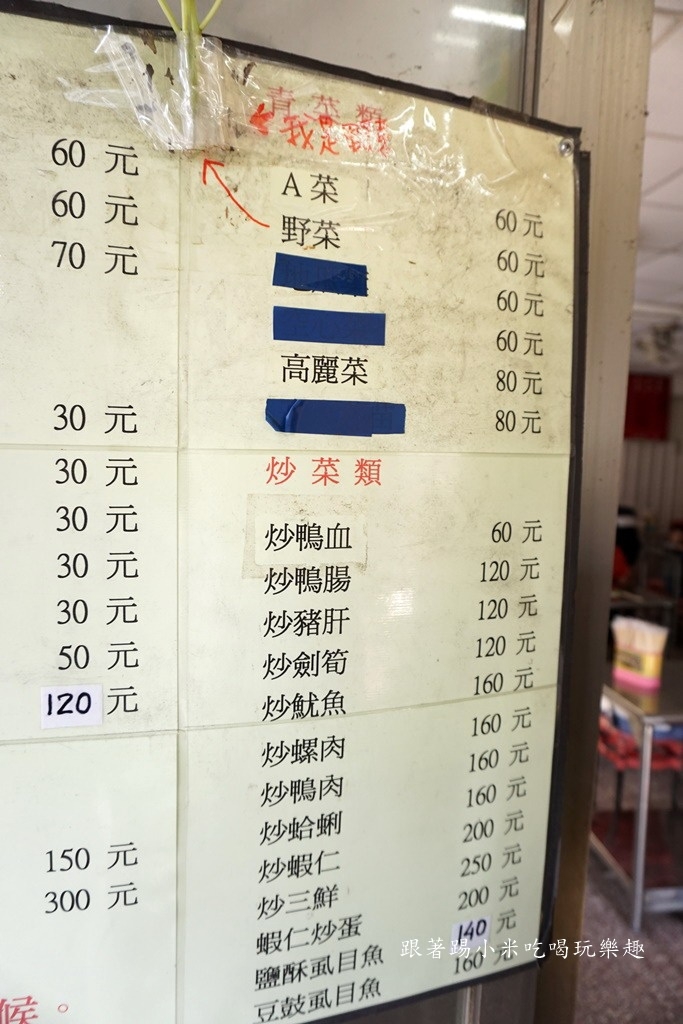 60 元
60 元
70 元
30 元
30 元
30 元
30 元
30 元
50 元
120 元
150 元
300 元
候。
青菜類
我是野菜
A菜 60元
野菜 60元
60元
60元
高麗菜 80元
80元
炒菜類
炒鴨血 60 元
炒鴨腸 120 元
炒豬肝 120 元
炒劍筍 120 元
炒魷魚 160 元
炒螺肉 160 元
炒鴨肉 160 元
炒蛤蜊 160 元
炒蝦仁 200 元
炒三鮮 250 元
蝦仁炒蛋 200 元
鹽酥虱目魚 140 元
豆鼓虱目魚 160 元
跟著踢小米吃喝玩樂趣